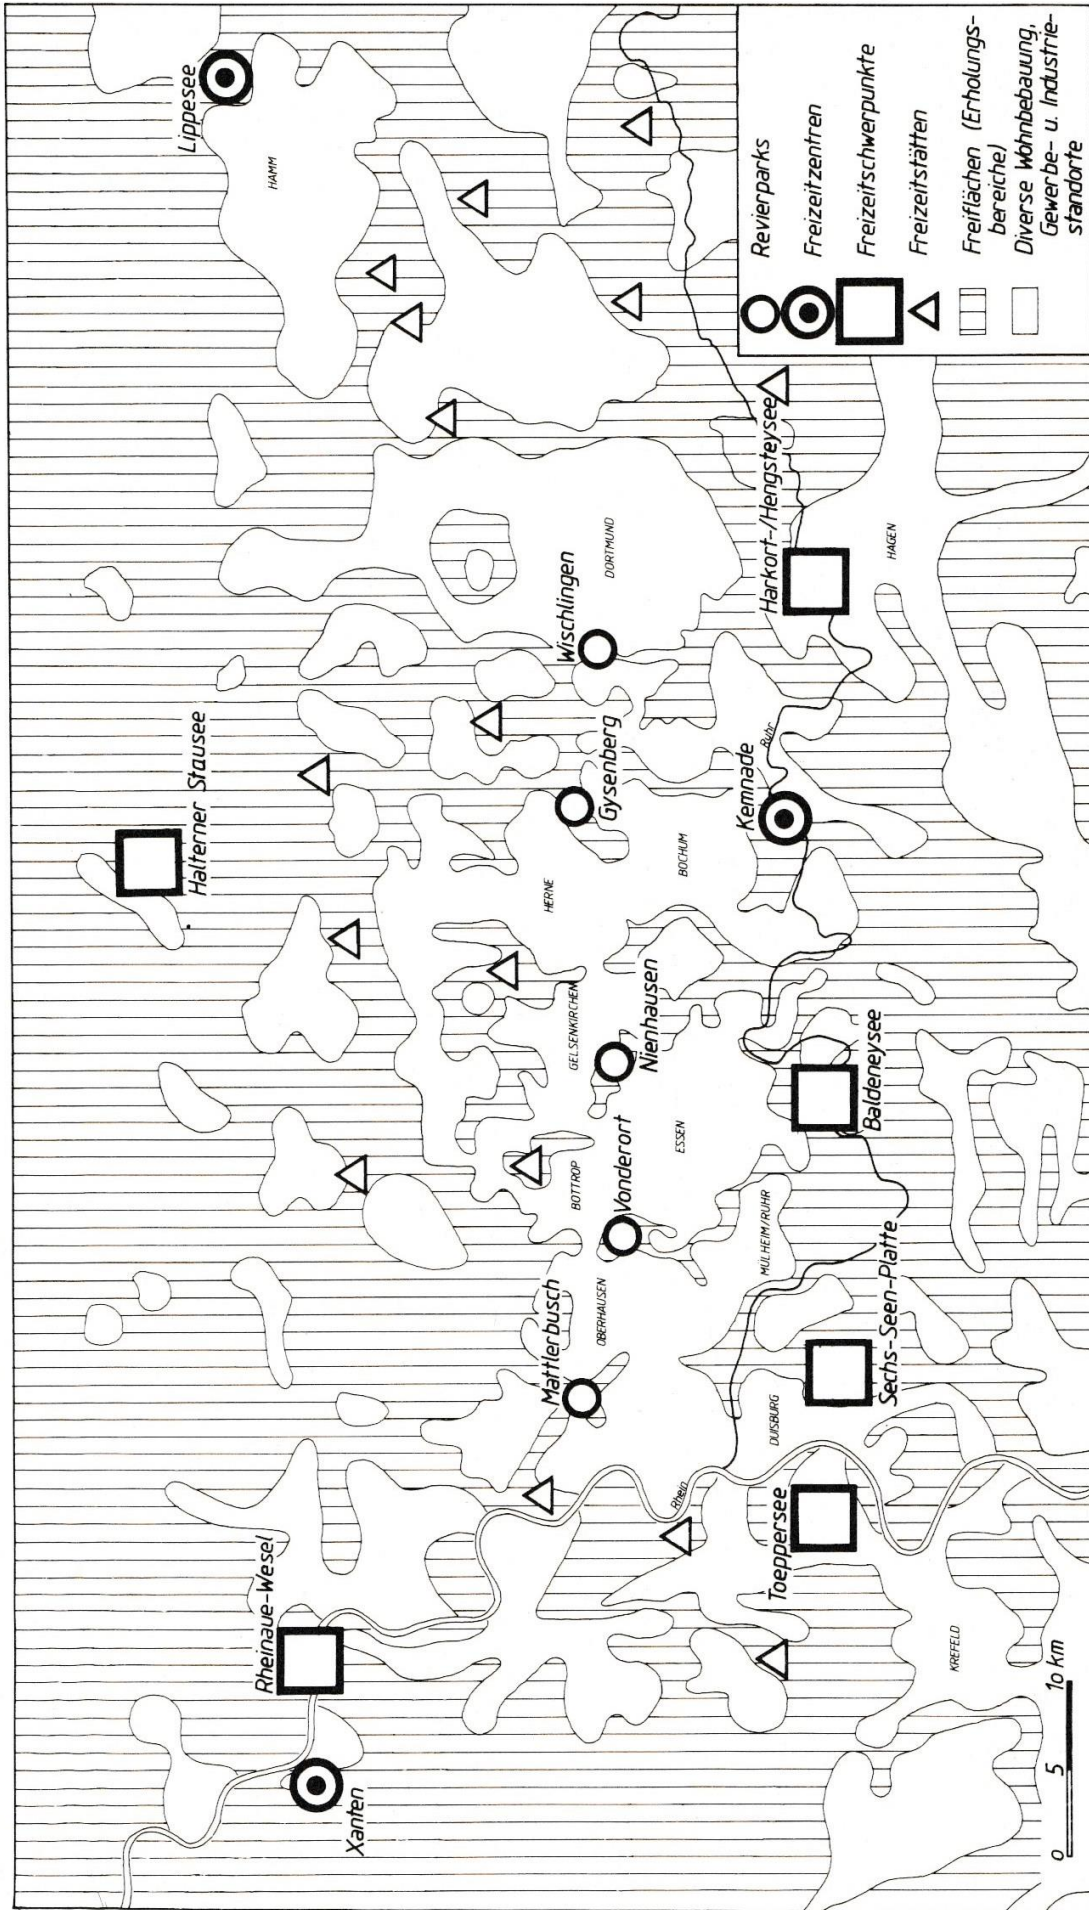 Lippesee
HAMM
Halterner Stausee
Rheinaue-Wesel
Xanten
Wischlingen
DORTMUND
Gysenberg
HERNE
BOCHUM
GELSENKIRCHEN
Nienhausen
BOTTROP
Vonderort
ESSEN
Mattlerbusch
OBERHAUSEN
MÜLHEIM/RUHR
Harkort-/Hengsteysee
HAGEN
Kemnade
Ruhr
Baldeneysee
Sechs-Seen-Platte
DUISBURG
Rhein
Toeppersee
KREFELD
0 5 10 km
Revierparks
Freizeitzentren
Freizeitschwerpunkte
Freizeitstätten
Freiflächen (Erholungs-
bereiche)
Diverse Wohnbebauung,
Gewerbe- u. Industrie-
standorte